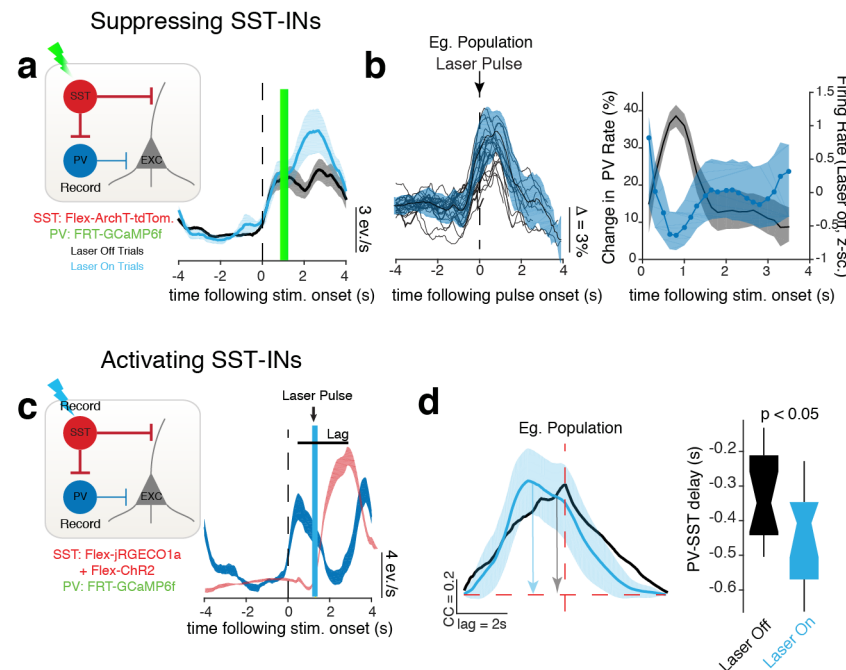 Suppressing SST-INs
a
SST
PV
EXC
Record
SST: Flex-ArchT-tdTom.
PV: FRT-GCaMP6f
Laser Off Trials
Laser On Trials
3 ev./s
-4 -2 0 2 4
time following stim. onset (s)
b
Eg. Population
Laser Pulse
Δ = 3%
-4 -2 0 2 4
time following pulse onset (s)
Change in PV Rate (%)
40
30
20
10
0
1.5
1
0.5
0
-0.5
-1
Firing Rate (Laser off, z-sc.)
0 1 2 3 4
time following stim. onset (s)
Activating SST-INs
c
Record
SST
PV
EXC
Record
SST: Flex-jRGECO1a
+ Flex-ChR2
PV: FRT-GCaMP6f
Laser Pulse
Lag
4 ev./s
-4 -2 0 2 4
time following stim. onset (s)
d
Eg. Population
CC = 0.2
lag = 2s
p < 0.05
PV-SST delay (s)
-0.2
-0.3
-0.4
-0.5
-0.6
Laser Off
Laser On